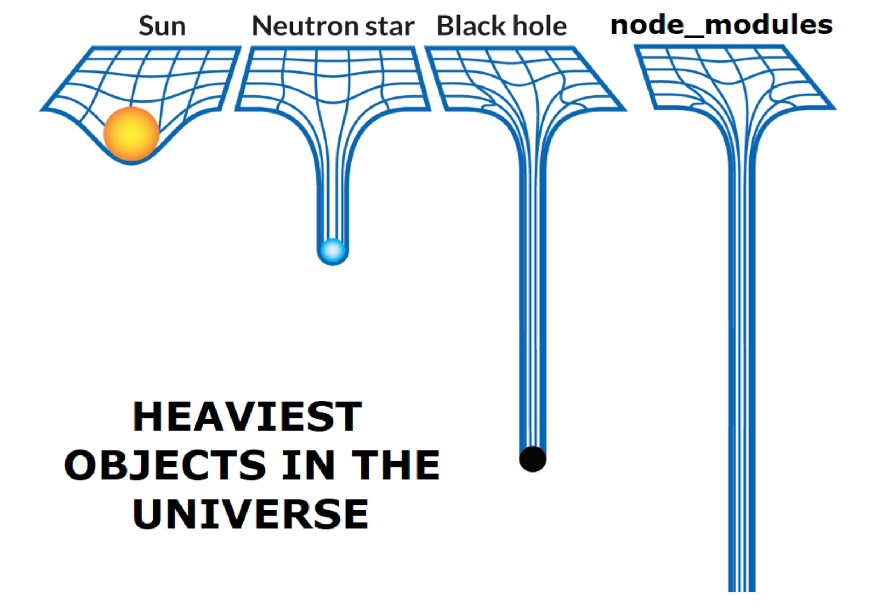 Sun Neutron star Black hole node_modules
HEAVIEST
OBJECTS IN THE
UNIVERSE